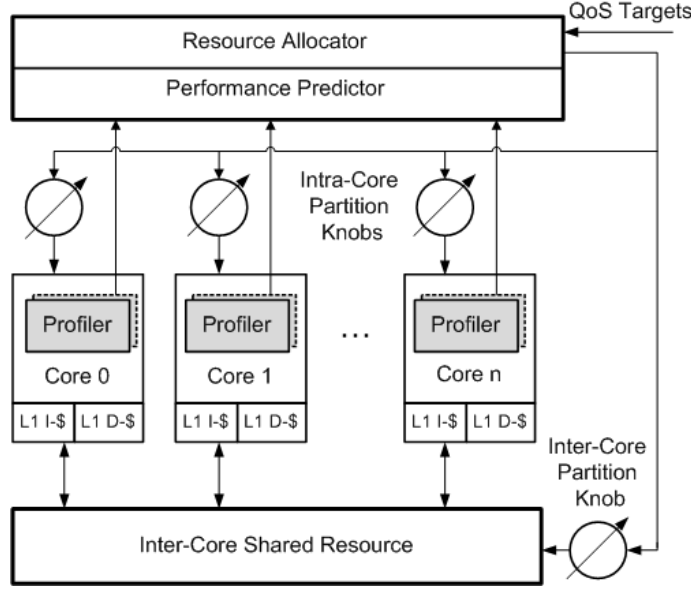 QoS Targets
Resource Allocator
Performance Predictor
Intra-Core
Partition
Knobs
Profiler
Profiler
...
Profiler
Core 0
Core 1
Core n
L1 I-$
L1 D-$
L1 I-$
L1 D-$
L1 I-$
L1 D-$
Inter-Core
Partition
Knob
Inter-Core Shared Resource